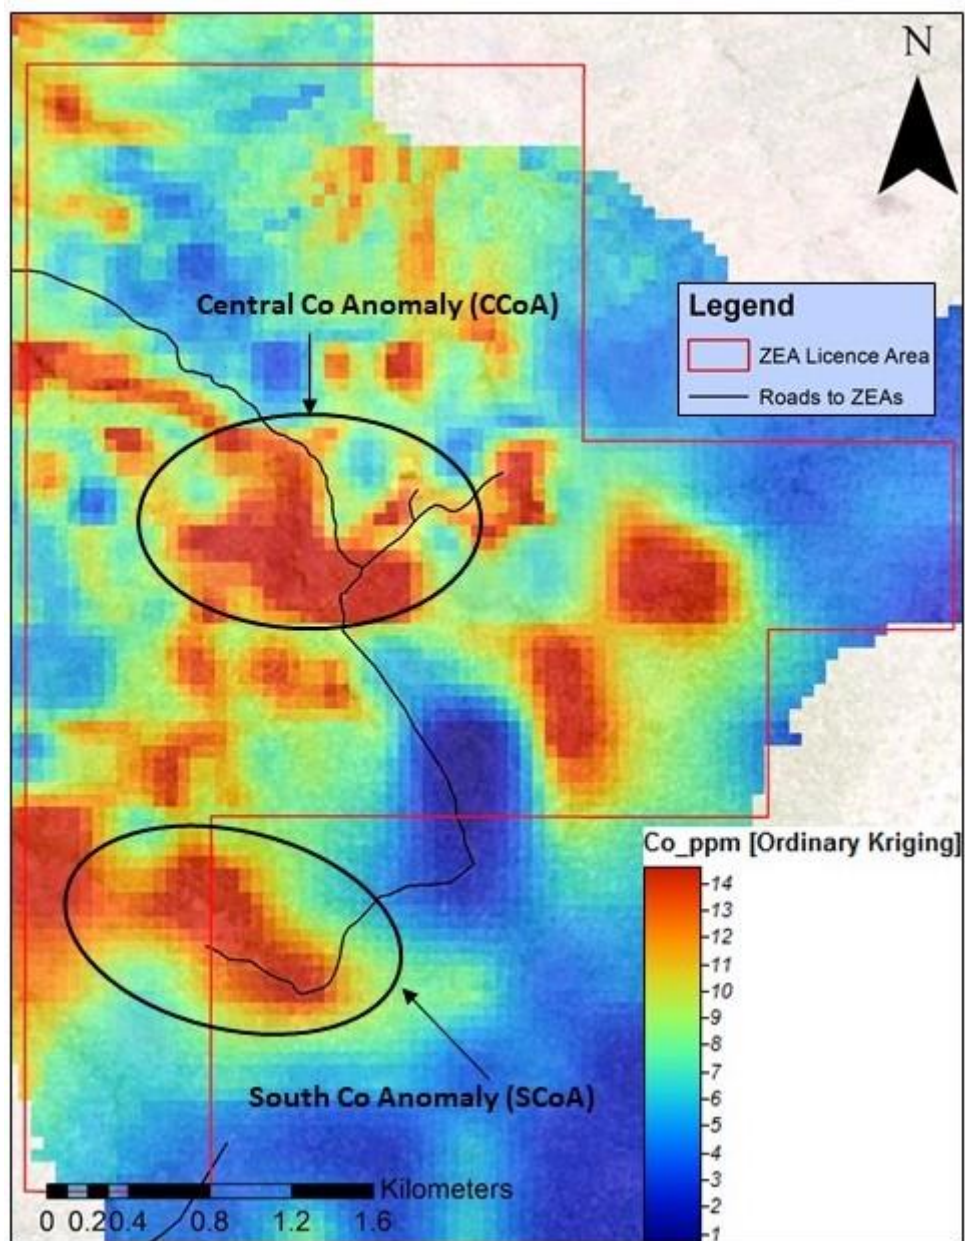 N
Central Co Anomaly (CCoA)
Legend
ZEA Licence Area
Roads to ZEAs
Co_ppm [Ordinary Kriging]
14
13
12
11
10
9
8
7
6
5
4
3
2
1
South Co Anomaly (SCoA)
Kilometers
0 0.2 0.4 0.8 1.2 1.6